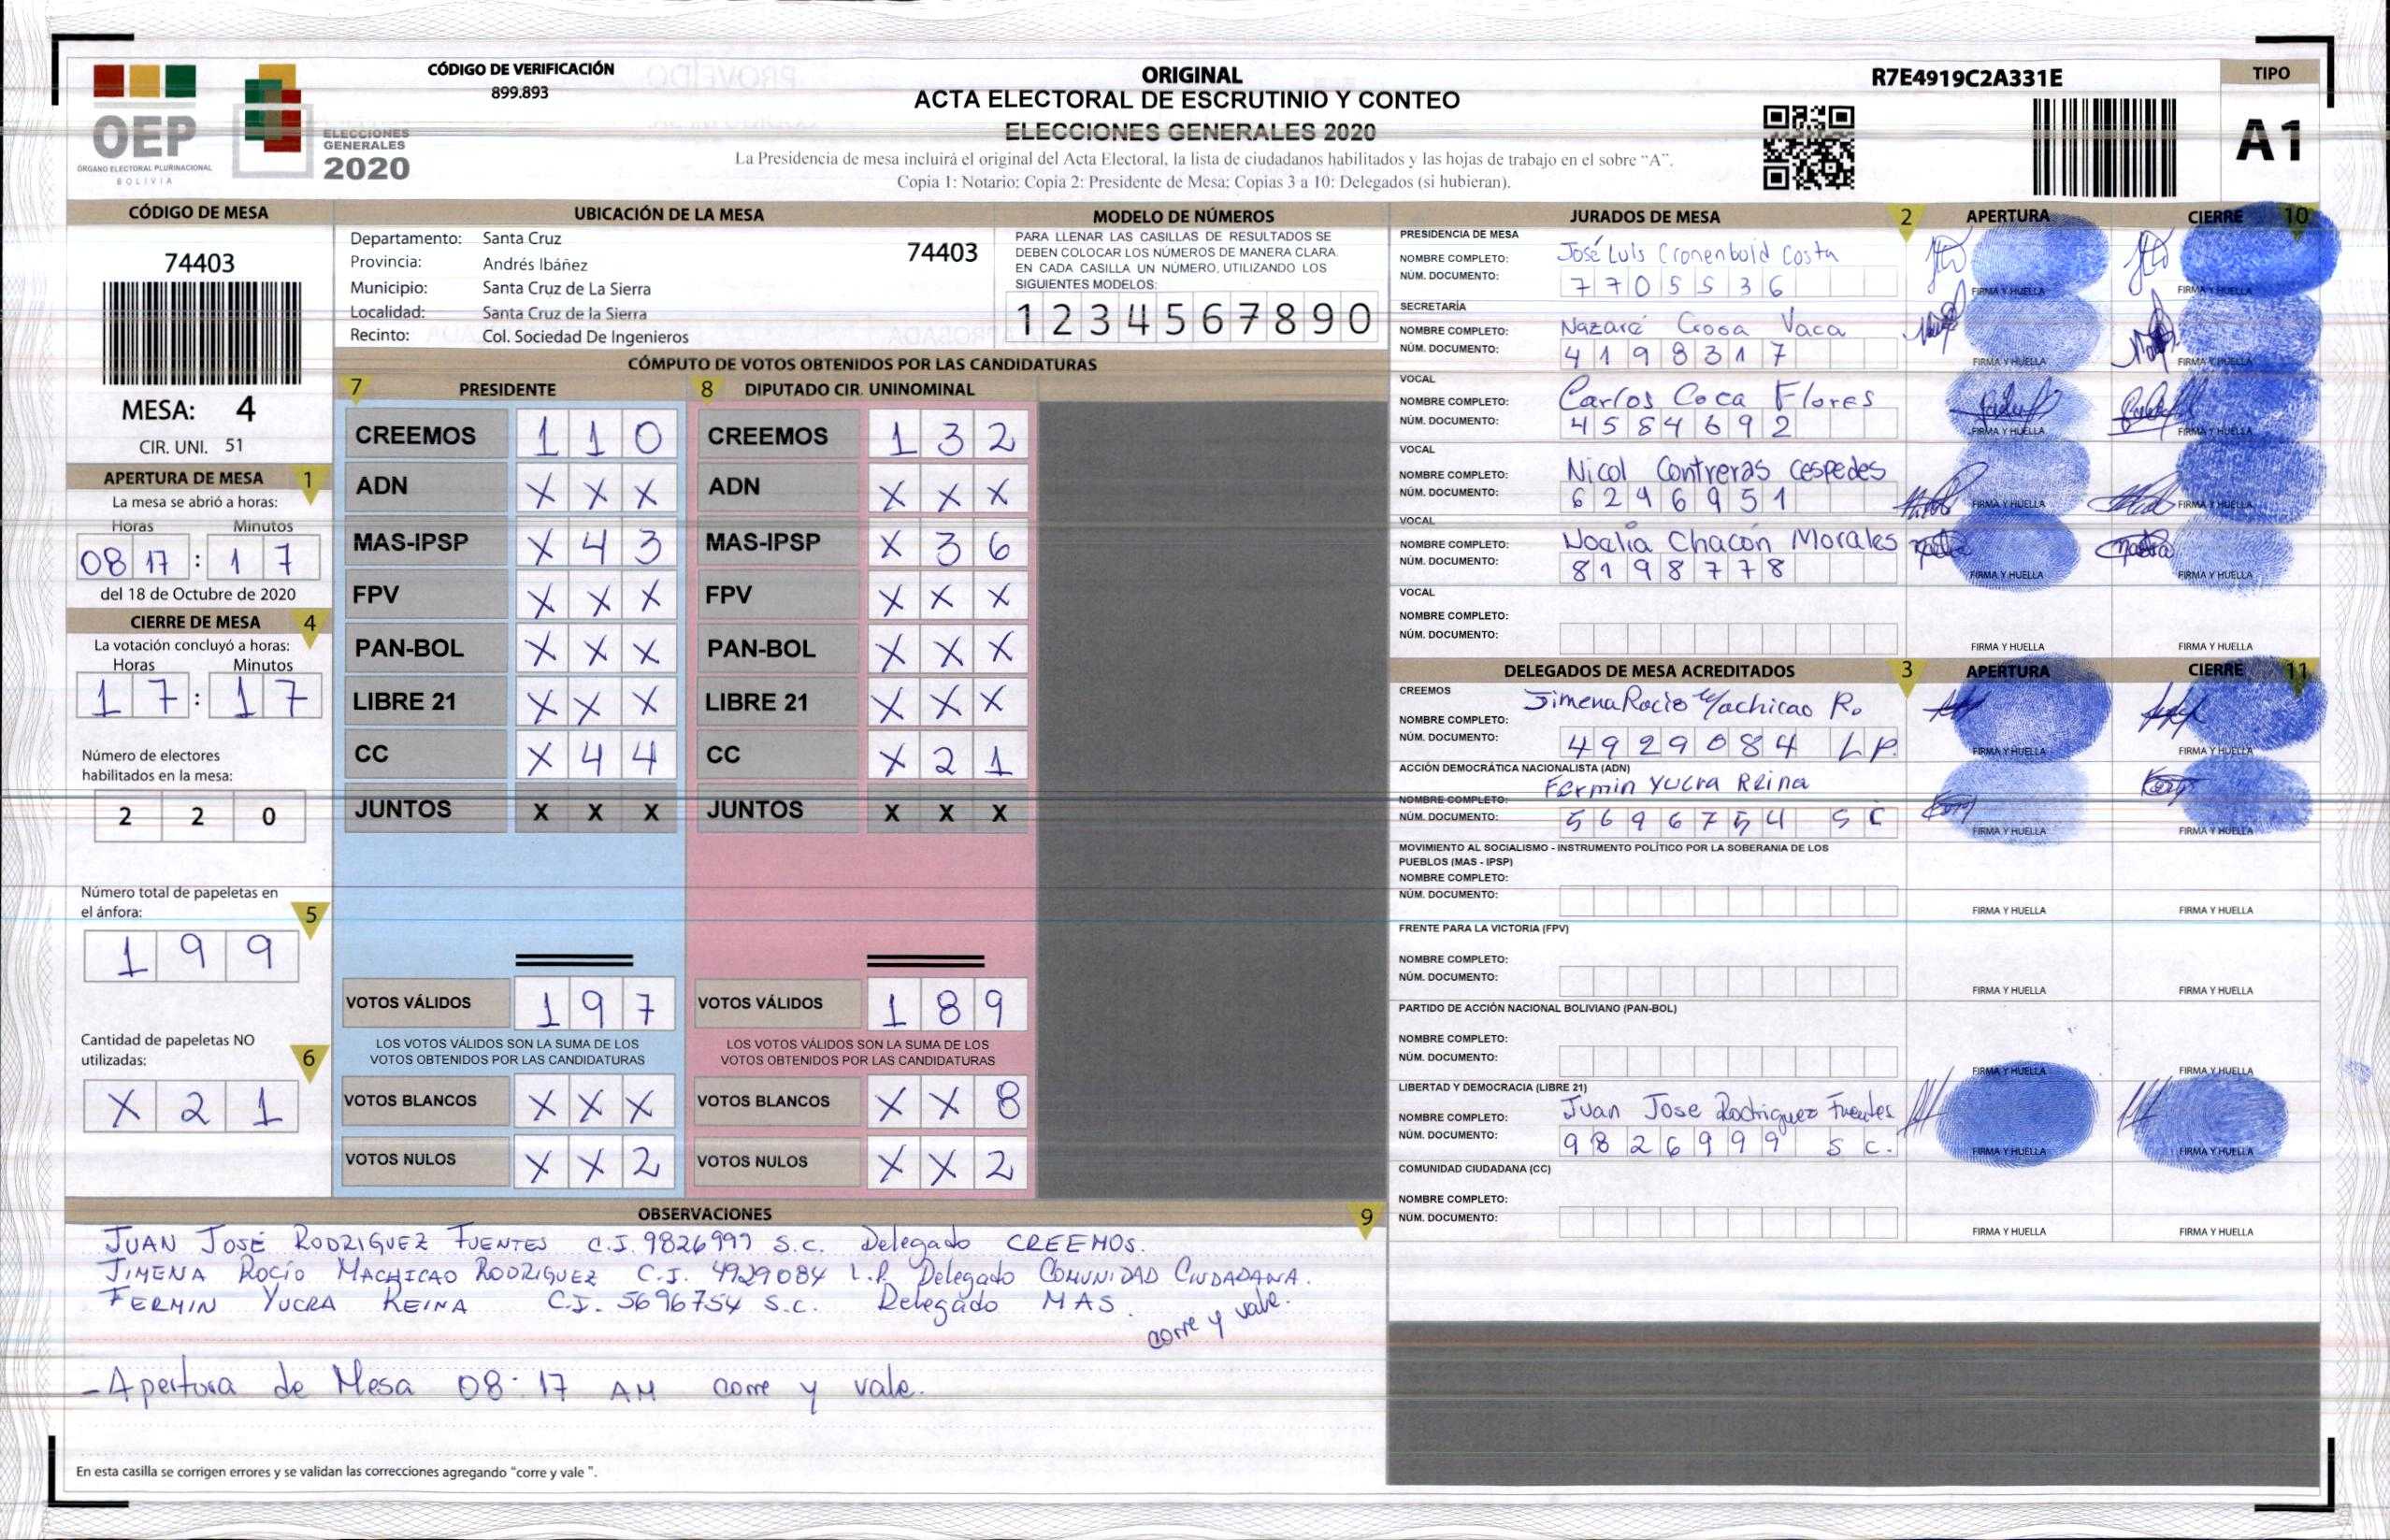 CÓDIGO DE VERIFICACIÓN
899.893
ORIGINAL
ACTA ELECTORAL DE ESCRUTINIO Y CONTEO
ELECCIONES GENERALES 2020
La Presidencia de mesa incluirá el original del Acta Electoral, la lista de ciudadanos habilitados y las hojas de trabajo en el sobre "A".
Copia 1: Notario; Copia 2: Presidente de Mesa; Copias 3 a 10: Delegados (si hubieran).
R7E4919C2A331E
TIPO
A1
OEP
ÓRGANO ELECTORAL PLURINACIONAL
BOLIVIA
ELECCIONES
GENERALES
2020
CÓDIGO DE MESA
74403
MESA: 4
CIR. UNI. 51
APERTURA DE MESA 1
La mesa se abrió a horas:
Horas Minutos
08 17 : 1 7
del 18 de Octubre de 2020
CIERRE DE MESA 4
La votación concluyó a horas:
Horas Minutos
1 7 : 1 7
Número de electores
habilitados en la mesa:
2 2 0
Número total de papeletas en
el ánfora: 5
1 9 9
Cantidad de papeletas NO
utilizadas: 6
X 2 1
UBICACIÓN DE LA MESA
Departamento: Santa Cruz 74403
Provincia: Andrés Ibáñez
Municipio: Santa Cruz de La Sierra
Localidad: Santa Cruz de la Sierra
Recinto: Col. Sociedad De Ingenieros
MODELO DE NÚMEROS
PARA LLENAR LAS CASILLAS DE RESULTADOS SE
DEBEN COLOCAR LOS NÚMEROS DE MANERA CLARA.
EN CADA CASILLA UN NÚMERO, UTILIZANDO LOS
SIGUIENTES MODELOS:
1 2 3 4 5 6 7 8 9 0
CÓMPUTO DE VOTOS OBTENIDOS POR LAS CANDIDATURAS
7 PRESIDENTE 8 DIPUTADO CIR. UNINOMINAL
CREEMOS 1 1 0 CREEMOS 1 3 2
ADN X X X ADN X X X
MAS-IPSP X 4 3 MAS-IPSP X 3 6
FPV X X X FPV X X X
PAN-BOL X X X PAN-BOL X X X
LIBRE 21 X X X LIBRE 21 X X X
CC X 4 4 CC X 2 1
JUNTOS X X X JUNTOS X X X
VOTOS VÁLIDOS 1 9 7 VOTOS VÁLIDOS 1 8 9
LOS VOTOS VÁLIDOS SON LA SUMA DE LOS LOS VOTOS VÁLIDOS SON LA SUMA DE LOS
VOTOS OBTENIDOS POR LAS CANDIDATURAS VOTOS OBTENIDOS POR LAS CANDIDATURAS
VOTOS BLANCOS X X X VOTOS BLANCOS X X 8
VOTOS NULOS X X 2 VOTOS NULOS X X 2
JURADOS DE MESA 2 APERTURA CIERRE 10
PRESIDENCIA DE MESA
NOMBRE COMPLETO: José Luis Cronenbold Costa
NÚM. DOCUMENTO: 7 7 0 5 5 3 6 FIRMA Y HUELLA FIRMA Y HUELLA
SECRETARÍA
NOMBRE COMPLETO: Nazaré Crosa Vaca
NÚM. DOCUMENTO: 4 1 9 8 3 1 7 FIRMA Y HUELLA FIRMA Y HUELLA
VOCAL
NOMBRE COMPLETO: Carlos Coca Flores
NÚM. DOCUMENTO: 4 5 8 4 6 9 2 FIRMA Y HUELLA FIRMA Y HUELLA
VOCAL
NOMBRE COMPLETO: Nicol Contreras Cespedes
NÚM. DOCUMENTO: 6 2 4 6 9 5 1 FIRMA Y HUELLA FIRMA Y HUELLA
VOCAL
NOMBRE COMPLETO: Noelia Chacón Morales
NÚM. DOCUMENTO: 8 1 9 8 7 7 8 FIRMA Y HUELLA FIRMA Y HUELLA
VOCAL
NOMBRE COMPLETO:
NÚM. DOCUMENTO: FIRMA Y HUELLA FIRMA Y HUELLA
DELEGADOS DE MESA ACREDITADOS 3 APERTURA CIERRE 11
CREEMOS
NOMBRE COMPLETO: Jimena Rocío Machicao R.
NÚM. DOCUMENTO: 4 9 2 9 0 8 4 L P. FIRMA Y HUELLA FIRMA Y HUELLA
ACCIÓN DEMOCRÁTICA NACIONALISTA (ADN)
NOMBRE COMPLETO: Fermin Yucra Reina
NÚM. DOCUMENTO: 5 6 9 6 7 5 4 S C FIRMA Y HUELLA FIRMA Y HUELLA
MOVIMIENTO AL SOCIALISMO - INSTRUMENTO POLÍTICO POR LA SOBERANIA DE LOS
PUEBLOS (MAS - IPSP)
NOMBRE COMPLETO:
NÚM. DOCUMENTO: FIRMA Y HUELLA FIRMA Y HUELLA
FRENTE PARA LA VICTORIA (FPV)
NOMBRE COMPLETO:
NÚM. DOCUMENTO: FIRMA Y HUELLA FIRMA Y HUELLA
PARTIDO DE ACCIÓN NACIONAL BOLIVIANO (PAN-BOL)
NOMBRE COMPLETO:
NÚM. DOCUMENTO: FIRMA Y HUELLA FIRMA Y HUELLA
LIBERTAD Y DEMOCRACIA (LIBRE 21)
NOMBRE COMPLETO: Juan Jose Rodriguez Fuentes
NÚM. DOCUMENTO: 9 8 2 6 9 9 9 S C. FIRMA Y HUELLA FIRMA Y HUELLA
COMUNIDAD CIUDADANA (CC)
NOMBRE COMPLETO:
NÚM. DOCUMENTO: FIRMA Y HUELLA FIRMA Y HUELLA
OBSERVACIONES 9
JUAN JOSÉ RODRIGUEZ FUENTES C.I. 9826999 S.C. Delegado CREEMOS.
JIMENA ROCÍO MACHICAO RODRIGUEZ C.I. 4929084 L.P. Delegado COMUNIDAD CIUDADANA.
FERMIN YUCRA REINA C.I. 5696754 S.C. Delegado MAS.
corre y vale.
-Apertura de Mesa 08:17 AM corre y vale.
En esta casilla se corrigen errores y se validan las correcciones agregando "corre y vale ".